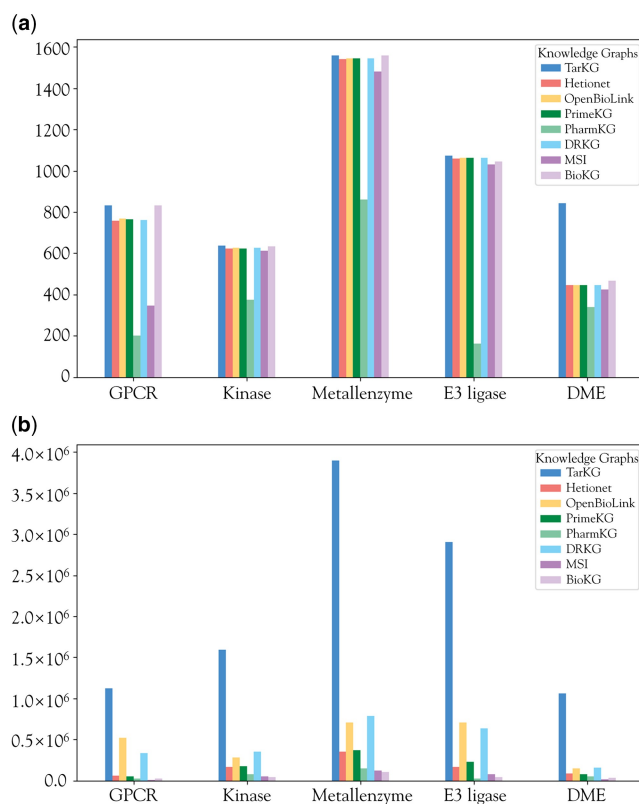 (a)
1600
1400
1200
1000
800
600
400
200
0
GPCR
Kinase
Metallenzyme
E3 ligase
DME
Knowledge Graphs
TarKG
Hetionet
OpenBioLink
PrimeKG
PharmKG
DRKG
MSI
BioKG
(b)
4.0×10⁶
3.5×10⁶
3.0×10⁶
2.5×10⁶
2.0×10⁶
1.5×10⁶
1.0×10⁶
0.5×10⁶
0.0
GPCR
Kinase
Metallenzyme
E3 ligase
DME
Knowledge Graphs
TarKG
Hetionet
OpenBioLink
PrimeKG
PharmKG
DRKG
MSI
BioKG